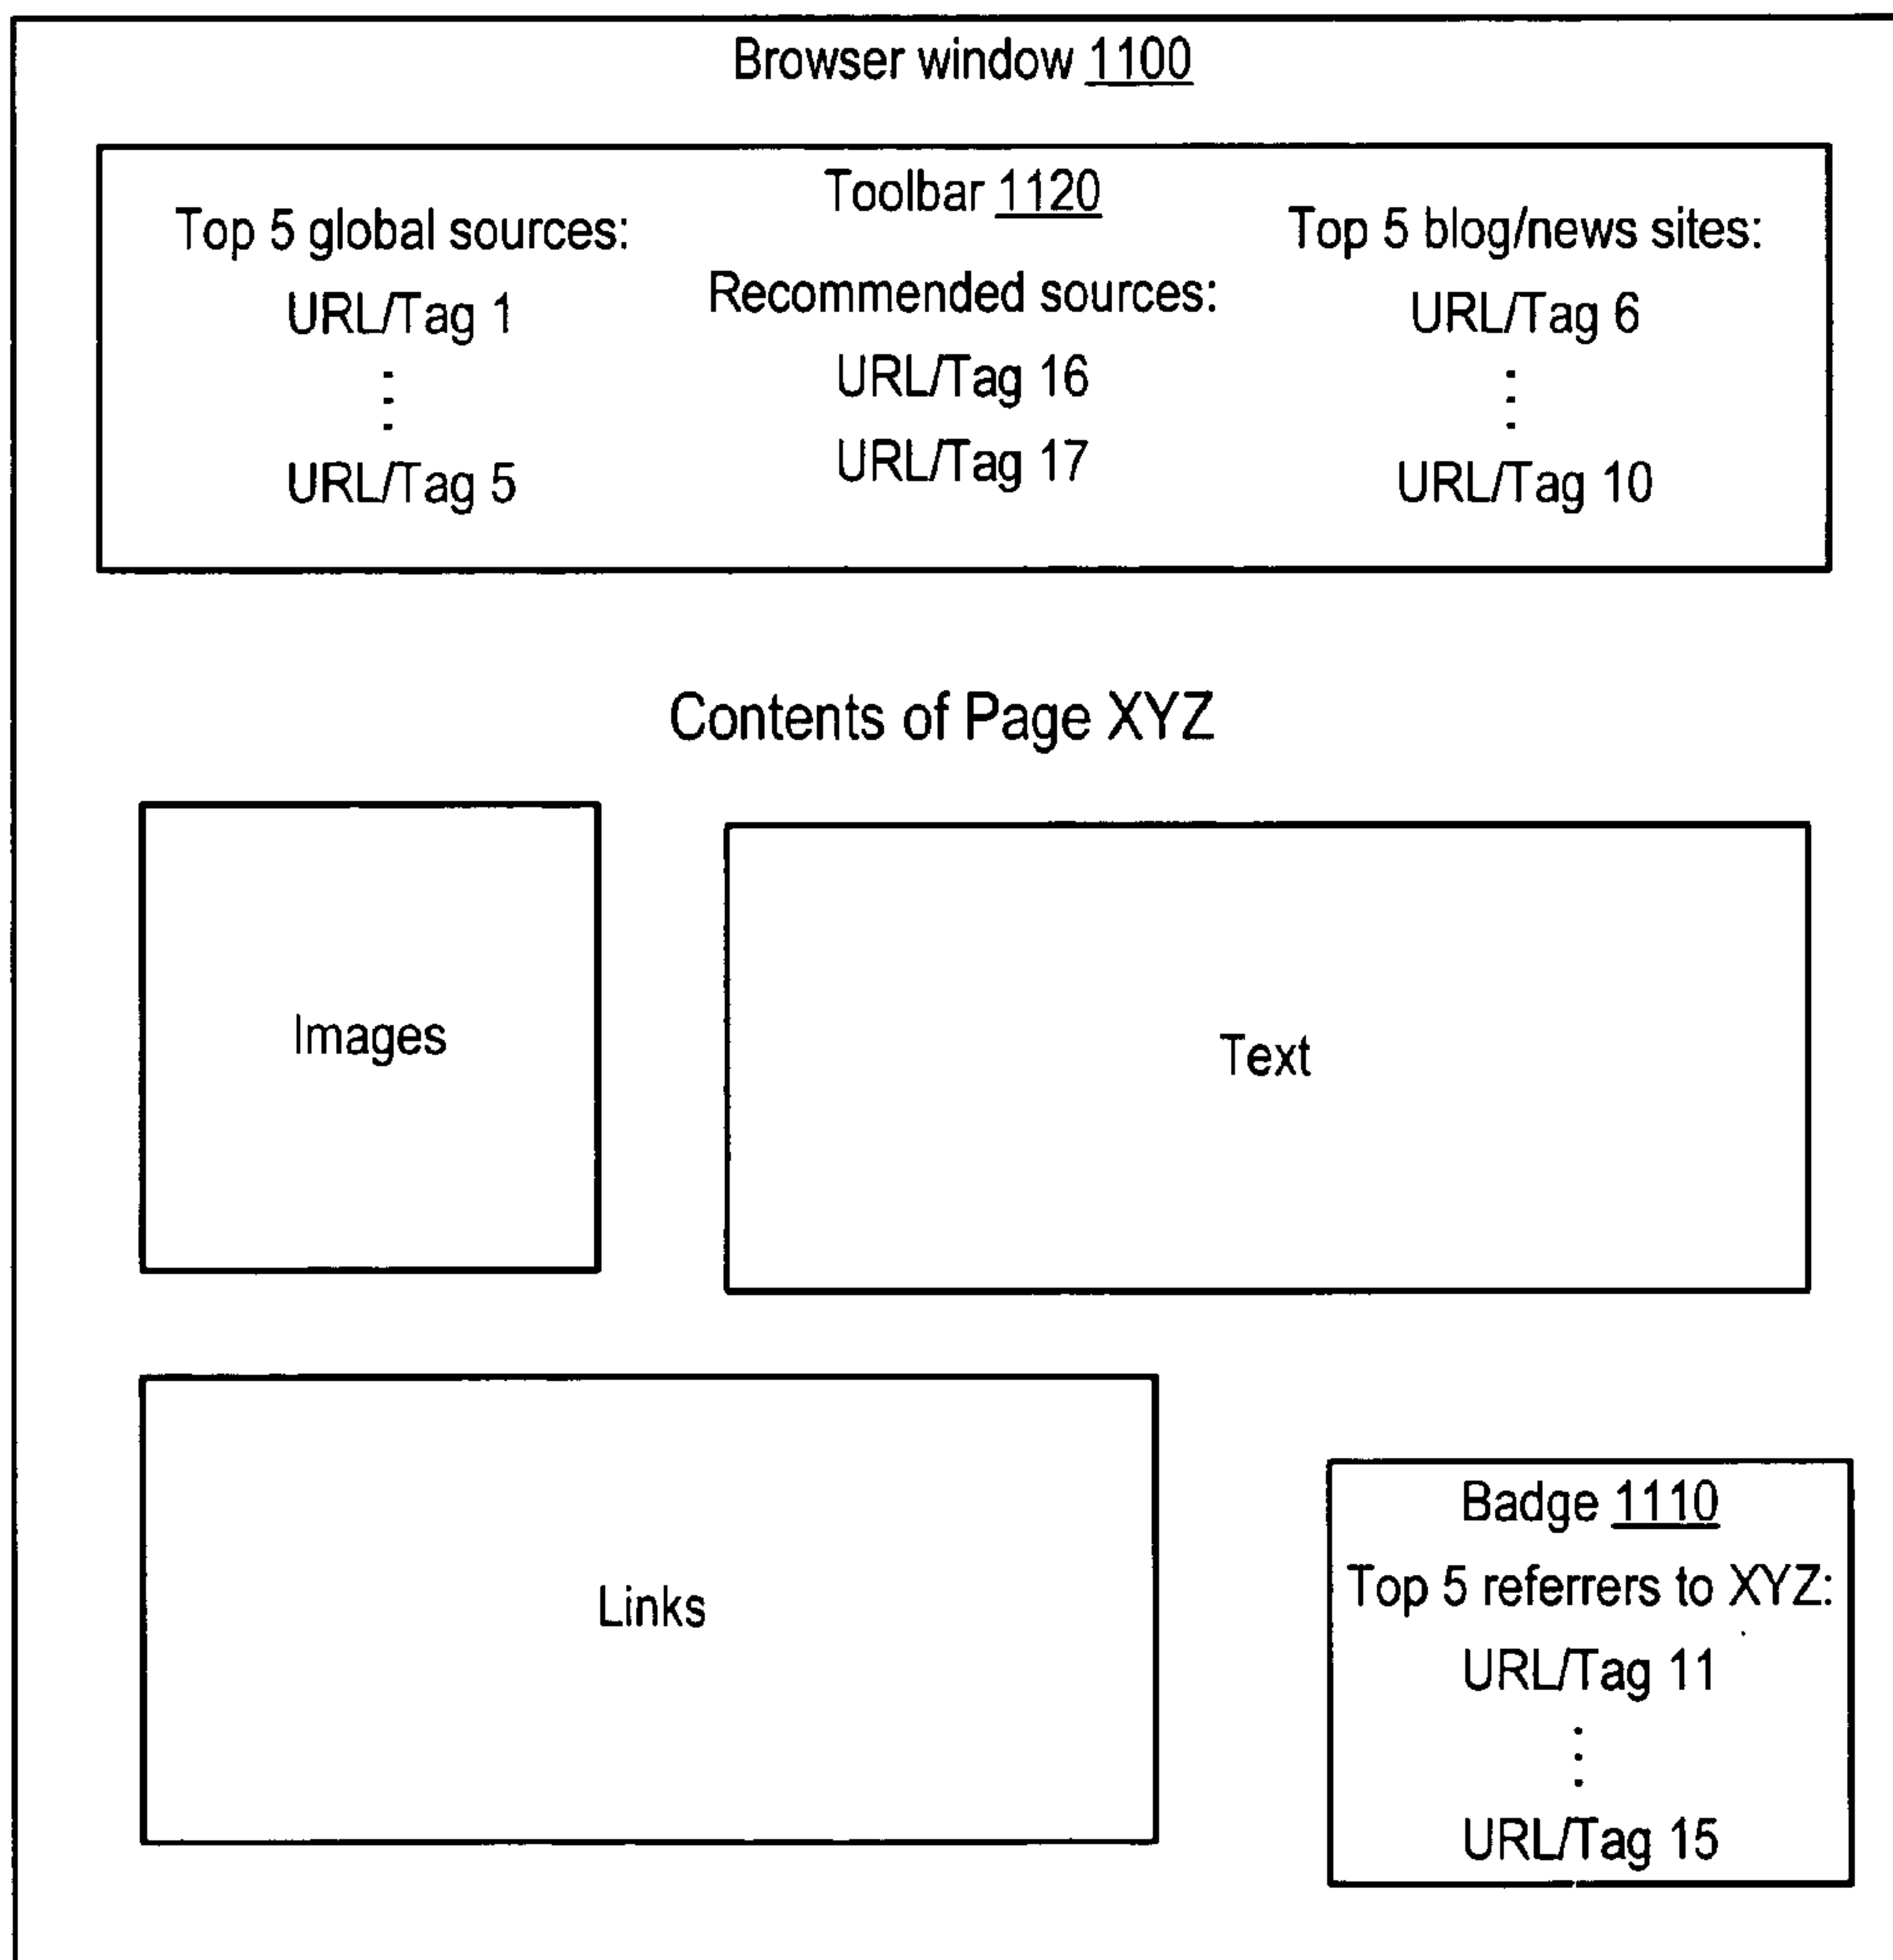 Browser window 1100
Toolbar 1120
Top 5 global sources:
URL/Tag 1
URL/Tag 5
Recommended sources:
URL/Tag 16
URL/Tag 17
Top 5 blog/news sites:
URL/Tag 6
URL/Tag 10
Contents of Page XYZ
Images
Text
Links
Badge 1110
Top 5 referrers to XYZ:
URL/Tag 11
URL/Tag 15